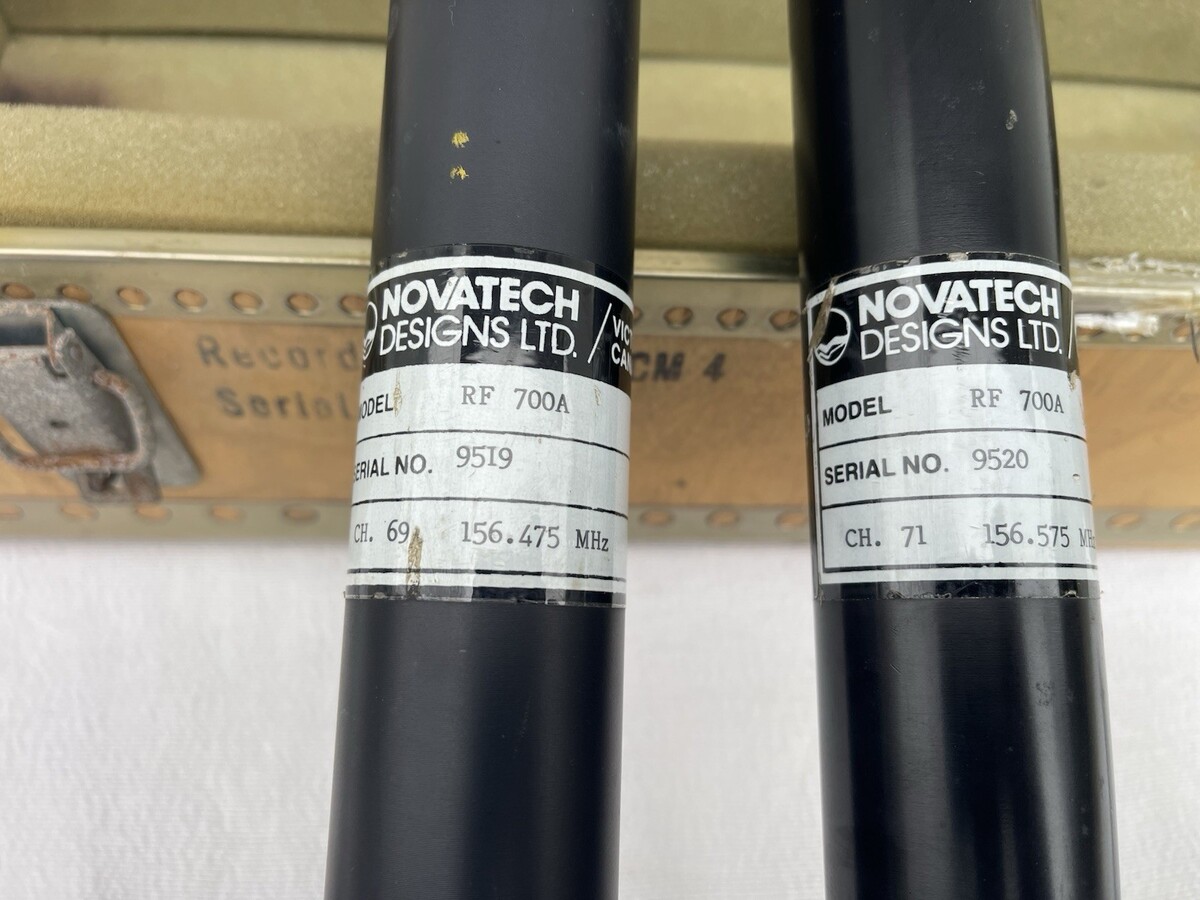 NOVATECH
DESIGNS LTD.
MODEL RF 700A
SERIAL NO. 9519
CH. 69 156.475 MHz
NOVATECH
DESIGNS LTD.
MODEL RF 700A
SERIAL NO. 9520
CH. 71 156.575 MHz
Record
CM 4
Serial